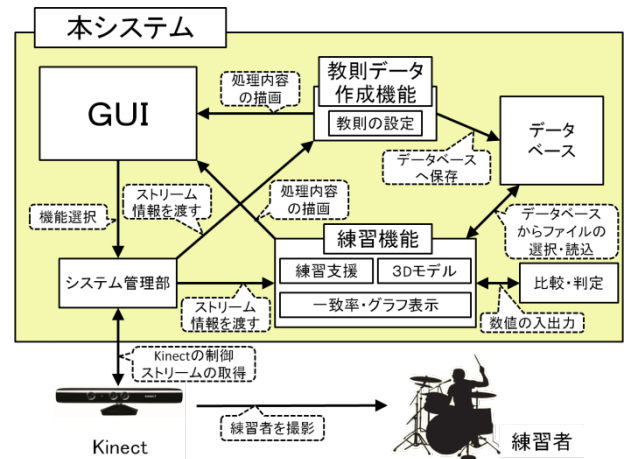 本システム
GUI
処理内容
の描画
教則データ
作成機能
教則の設定
データ
ベース
データベース
へ保存
機能選択
ストリーム
情報を渡す
処理内容
の描画
データベース
からファイルの
選択・読込
練習機能
練習支援
3Dモデル
一致率・グラフ表示
システム管理部
ストリーム
情報を渡す
比較・判定
数値の入出力
Kinectの制御
ストリームの取得
練習者を撮影
Kinect
練習者